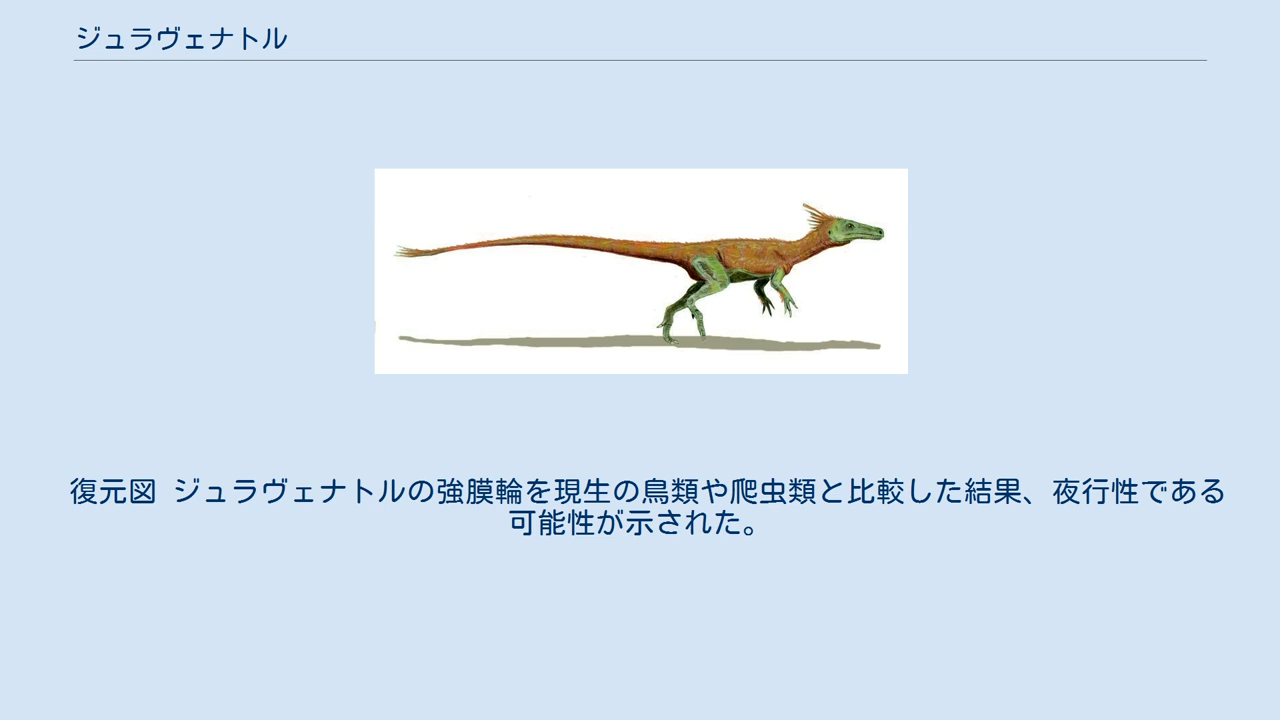 ジュラヴェナトル
復元図 ジュラヴェナトルの強膜輪を現生の鳥類や爬虫類と比較した結果、夜行性である
可能性が示された。